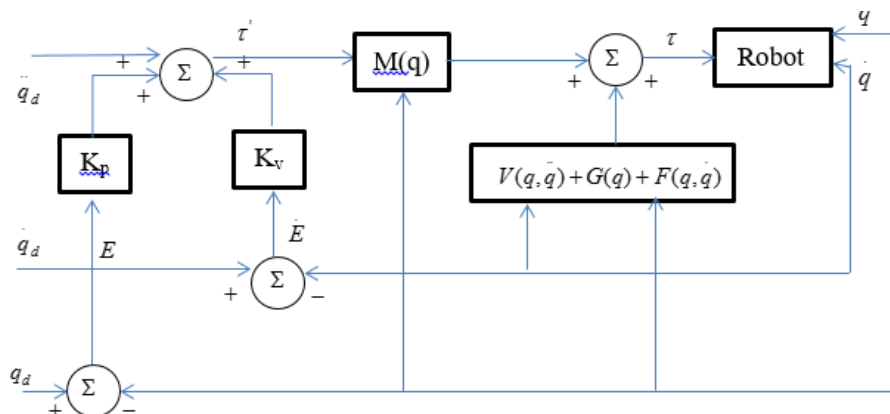 q
τ' τ
+ + Σ + + M(q) + Σ + Robot
q̈d q̇
Kp Kv V(q, q̇) + G(q) + F(q, q̇)
q̇d E Ė
+ Σ −
qd + Σ −